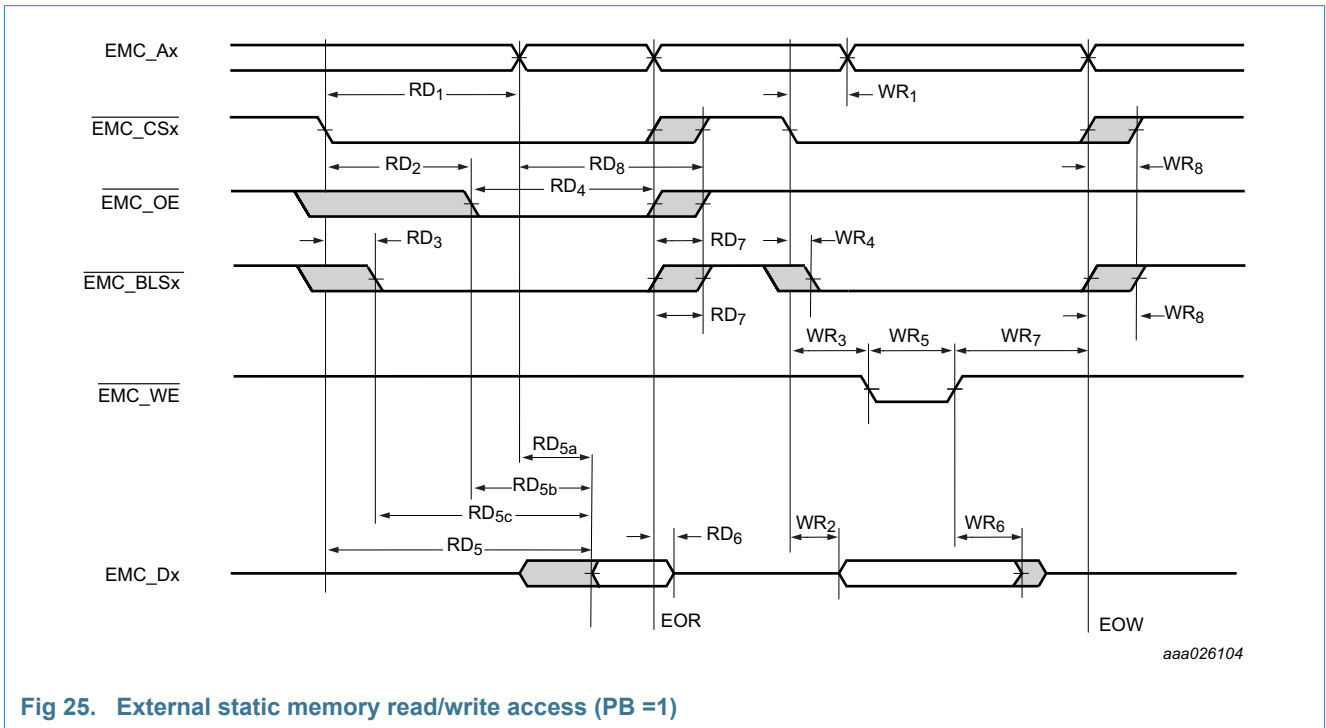 EMC_Ax
RD1
WR1
EMC_CSx
RD2
RD8
WR8
EMC_OE
RD4
RD3
RD7
WR4
EMC_BLSx
RD7
WR8
WR3
WR5
WR7
EMC_WE
RD5a
RD5b
RD5c
WR2
WR6
RD5
RD6
EMC_Dx
EOR
EOW
aaa026104
Fig 25. External static memory read/write access (PB =1)